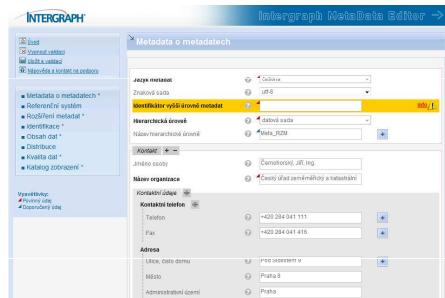 INTERGRAPH
Intergraph MetaData Editor
Úvod
Vypnout validaci
Uložit a validaci
Nápověda a kontakt na podporu
Metadata o metadatech *
Referenční systém
Rozšíření metadat *
Identifikace *
Obsah dat *
Distribuce
Kvalita dat *
Katalog zobrazení *
Vysvětlivky:
Povinný údaj
Doporučený údaj
Metadata o metadatech
Jazyk metadat
čeština
Znaková sada
utf-8
Identifikátor vyšší úrovně metadat
Hierarchická úroveň
datová sada
Název hierarchické úrovně
Meta_RZM
Kontakt + −
Jméno osoby
Černohorský, Jiří, Ing.
Název organizace
Český úřad zeměměřický a katastrální
Kontaktní údaje
Kontaktní telefon
Telefon
+420 284 041 111
Fax
+420 284 041 416
Adresa
Ulice, číslo domu
Pod Sídlištěm 9
Město
Praha 8
Administrativní území
Praha